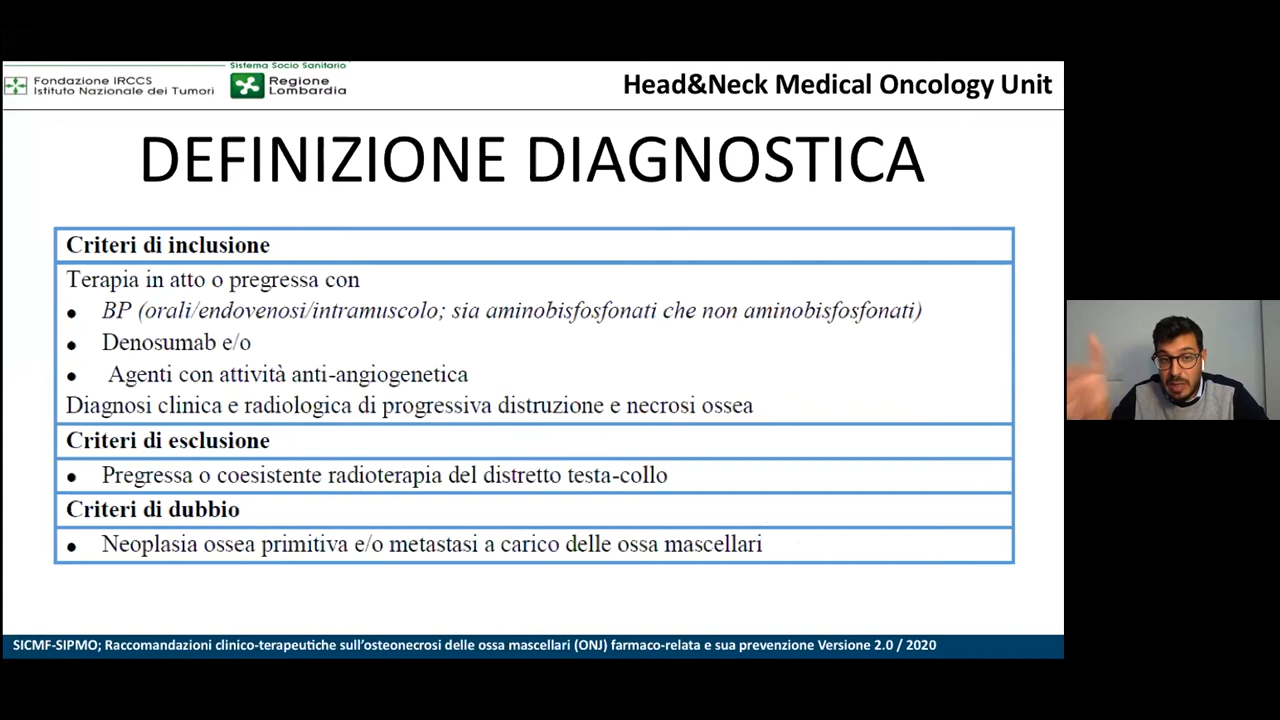 Fondazione IRCCS
Istituto Nazionale dei Tumori
Sistema Socio Sanitario
Regione
Lombardia
Head&Neck Medical Oncology Unit
DEFINIZIONE DIAGNOSTICA
Criteri di inclusione
Terapia in atto o pregressa con
• BP (orali/endovenosi/intramuscolo; sia aminobisfosfonati che non aminobisfosfonati)
• Denosumab e/o
• Agenti con attività anti-angiogenetica
Diagnosi clinica e radiologica di progressiva distruzione e necrosi ossea
Criteri di esclusione
• Pregressa o coesistente radioterapia del distretto testa-collo
Criteri di dubbio
• Neoplasia ossea primitiva e/o metastasi a carico delle ossa mascellari
SICMF-SIPMO; Raccomandazioni clinico-terapeutiche sull'osteonecrosi delle ossa mascellari (ONJ) farmaco-relata e sua prevenzione Versione 2.0 / 2020